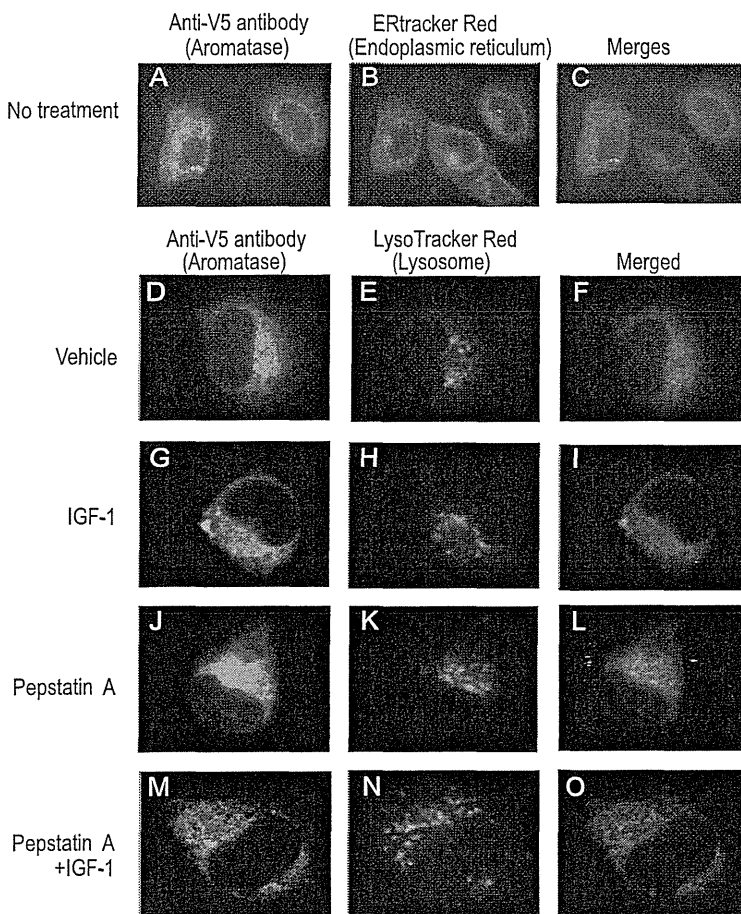 Anti-V5 antibody
(Aromatase)
ERtracker Red
(Endoplasmic reticulum)
Merges
No treatment
A
B
C
Anti-V5 antibody
(Aromatase)
LysoTracker Red
(Lysosome)
Merged
Vehicle
D
E
F
IGF-1
G
H
I
Pepstatin A
J
K
L
Pepstatin A
+IGF-1
M
N
O